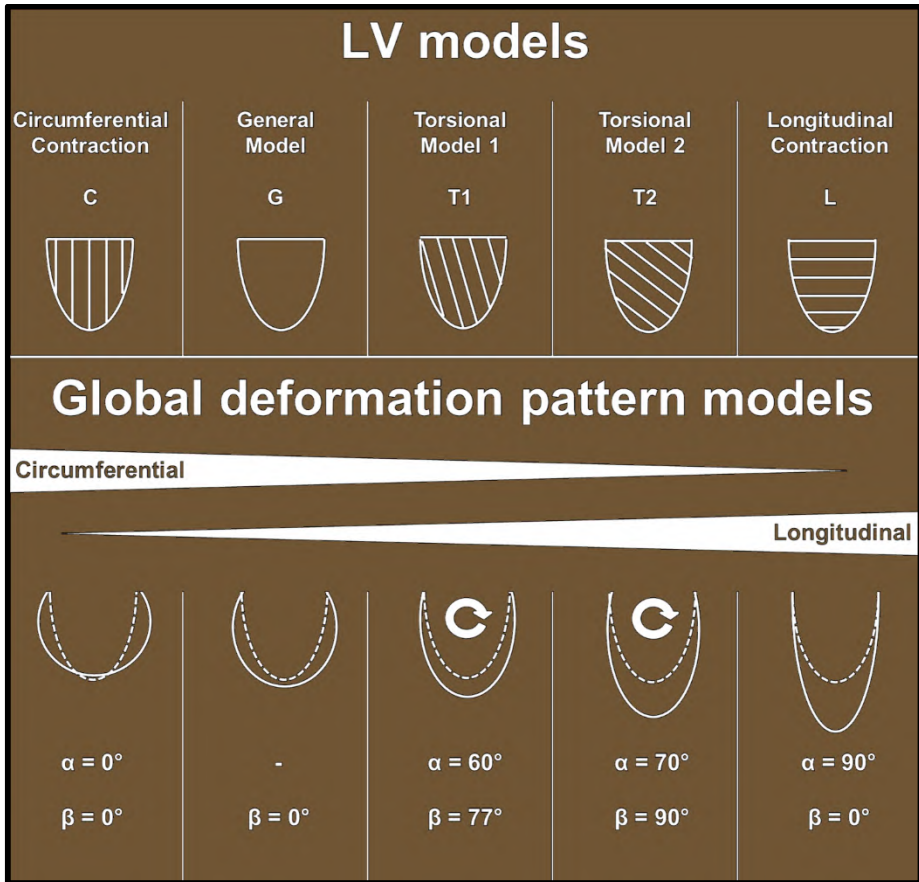 LV models
Circumferential Contraction
General Model
Torsional Model 1
Torsional Model 2
Longitudinal Contraction
C
G
T1
T2
L
Global deformation pattern models
Circumferential
Longitudinal
α = 0°
-
α = 60°
α = 70°
α = 90°
β = 0°
β = 0°
β = 77°
β = 90°
β = 0°